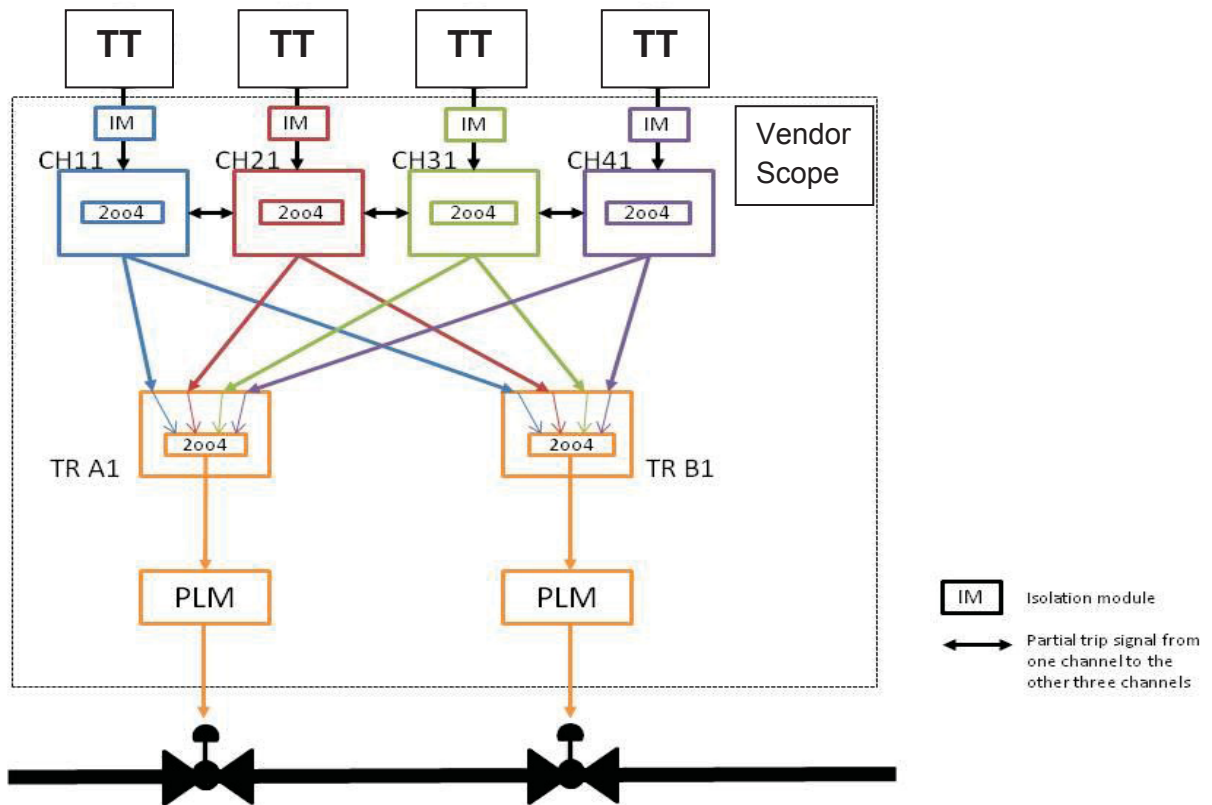 TT
TT
TT
TT
IM
IM
IM
IM
Vendor
Scope
CH11
CH21
CH31
CH41
2oo4
2oo4
2oo4
2oo4
2oo4
2oo4
TR A1
TR B1
PLM
PLM
IM
Isolation module
Partial trip signal from
one channel to the
other three channels